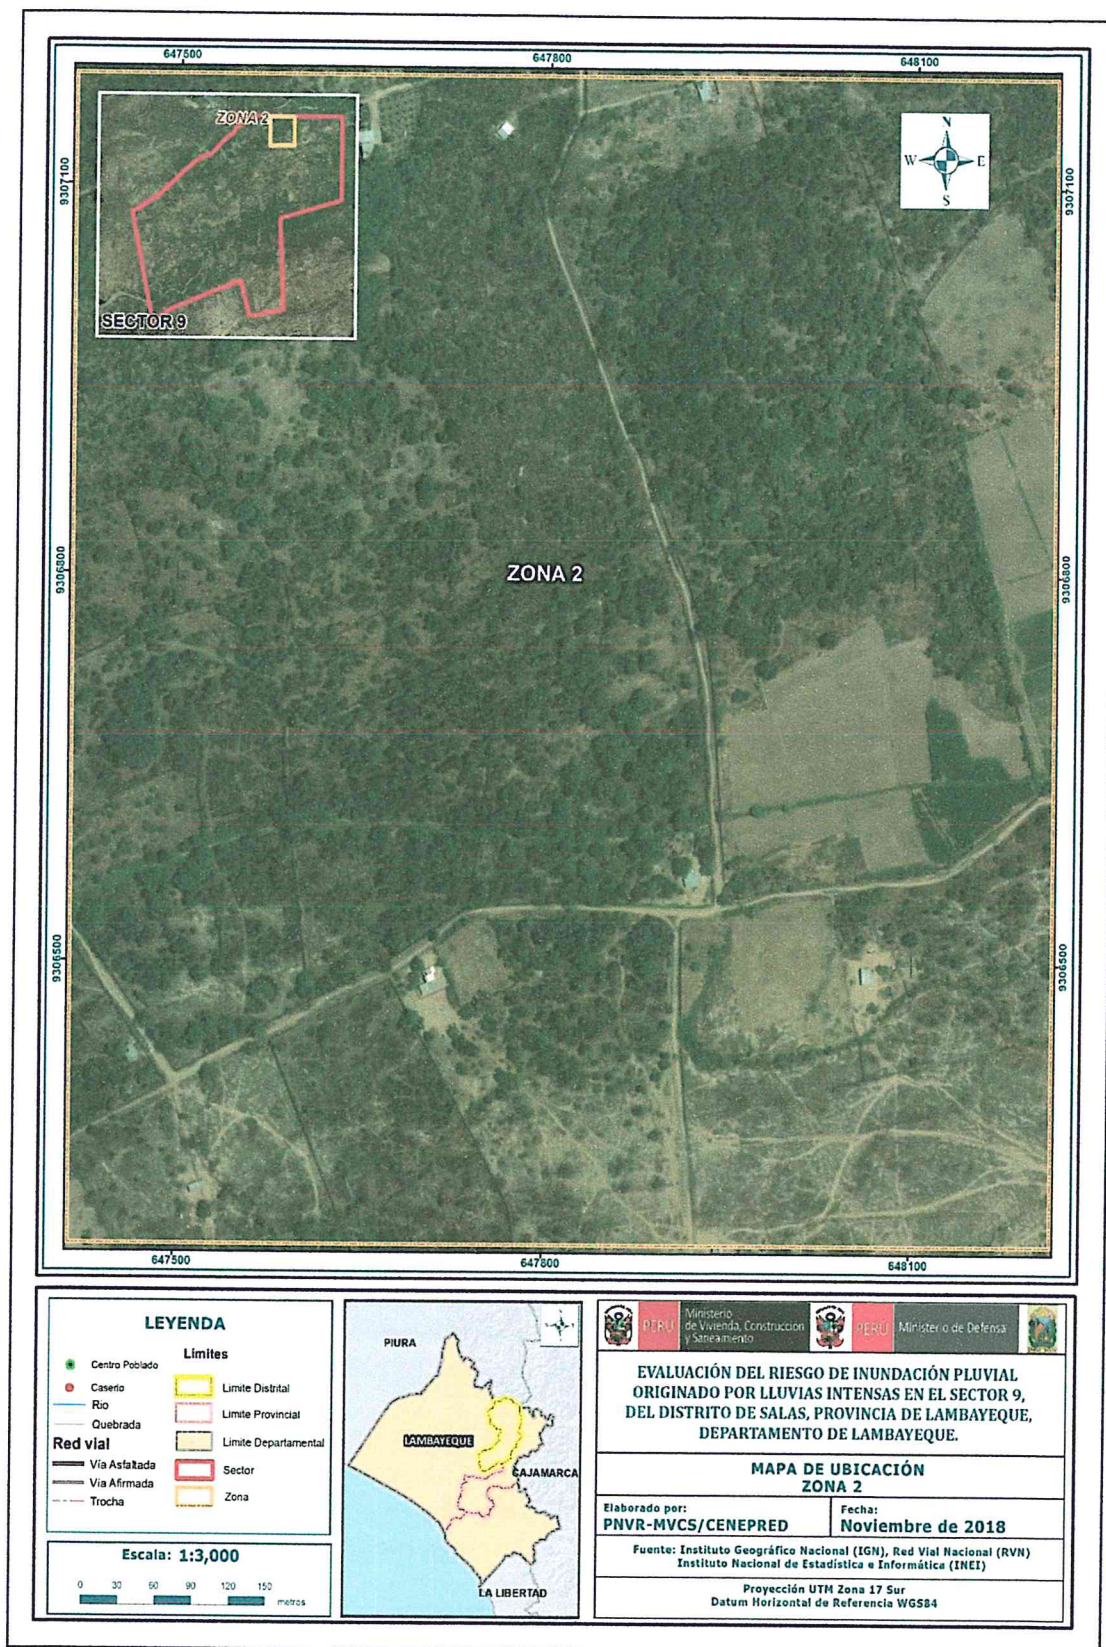 647500
647800
648100
ZONA 2
N
W
E
S
9307100
9307100
SECTOR 9
9306800
ZONA 2
9306800
9306500
9306500
647500
647800
648100
LEYENDA
Centro Poblado
Caserío
Rio
Quebrada
Red vial
Vía Asfaltada
Vía Afirmada
Trocha
Límites
Limite Distrital
Limite Provincial
Limite Departamental
Sector
Zona
Escala: 1:3,000
0 30 60 90 120 150
metros
PIURA
LAMBAYEQUE
CAJAMARCA
LA LIBERTAD
PERÚ
Ministerio
de Vivienda, Construcción
y Saneamiento
PERÚ
Ministerio de Defensa
EVALUACIÓN DEL RIESGO DE INUNDACIÓN PLUVIAL
ORIGINADO POR LLUVIAS INTENSAS EN EL SECTOR 9,
DEL DISTRITO DE SALAS, PROVINCIA DE LAMBAYEQUE,
DEPARTAMENTO DE LAMBAYEQUE.
MAPA DE UBICACIÓN
ZONA 2
Elaborado por:
PNVR-MVCS/CENEPRED
Fecha:
Noviembre de 2018
Fuente: Instituto Geográfico Nacional (IGN), Red Vial Nacional (RVN)
Instituto Nacional de Estadística e Informática (INEI)
Proyección UTM Zona 17 Sur
Datum Horizontal de Referencia WGS84